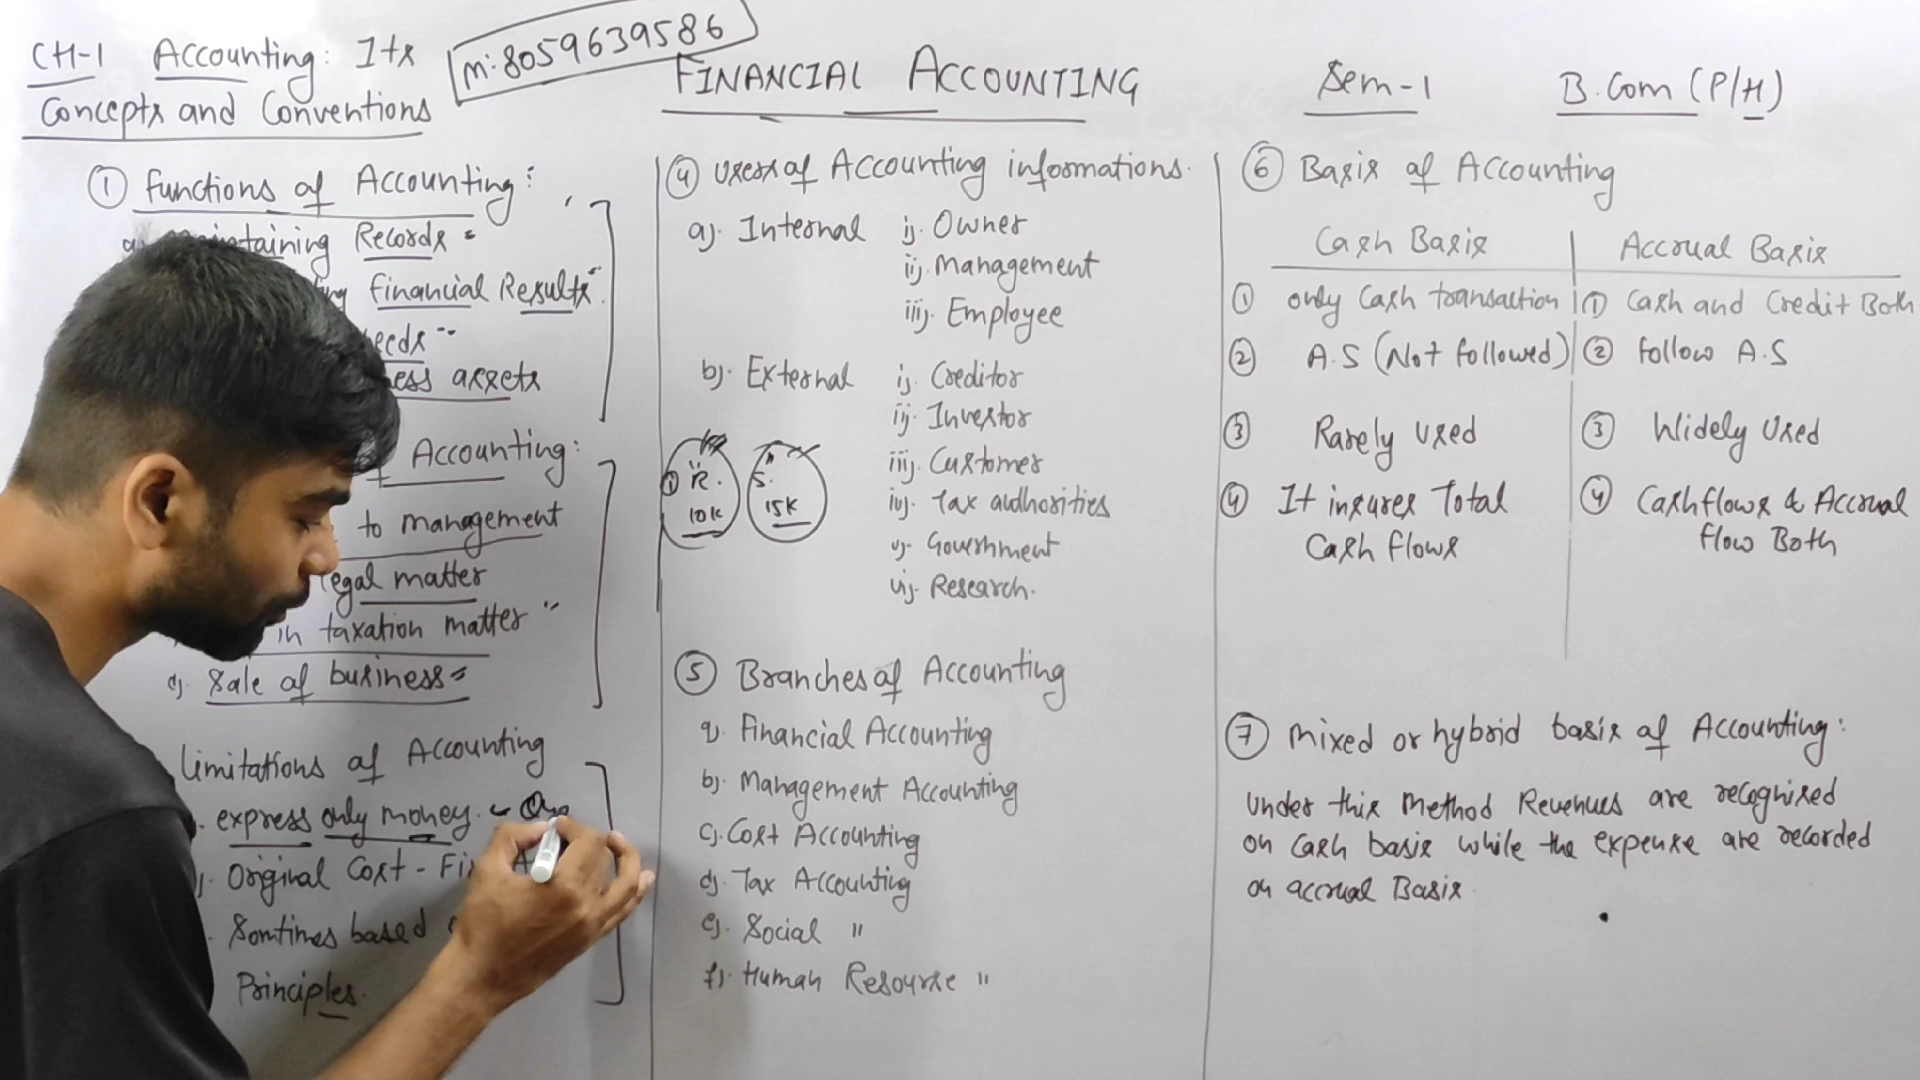 CH-1 Accounting: Its
Concepts and Conventions
m:8059639586
FINANCIAL ACCOUNTING
Sem-1
B.Com (P/H)
① functions of Accounting:
Records
financial Results
assets
Accounting:
to management
legal matter
in taxation matter
d). Sale of business
limitations of Accounting
express only money.
Original Cost -
Somtimes based
Principles.
④ Users of Accounting informations.
a). Internal i). Owner
ii). Management
iii). Employee
b). External i). Creditor
ii). Investor
iii). Customer
iv). Tax authorities
v). Government
vi). Research.
① R. S.
10K 15K
⑤ Branches of Accounting
a). Financial Accounting
b). Management Accounting
c). Cost Accounting
d). Tax Accounting
e). Social "
f). Human Resourse "
⑥ Basis of Accounting
Cash Basis | Accrual Basis
① only Cash transaction | ① Cash and Credit Both
② A.S (Not followed) | ② follow A.S
③ Rarely used ③ Widely Used
④ It insures Total ④ Cashflows & Accrual
Cash flows flow Both
⑦ Mixed or hybrid basis of Accounting:
Under this Method Revenues are recognised
on Cash basis while the expense are recorded
on accrual Basis.